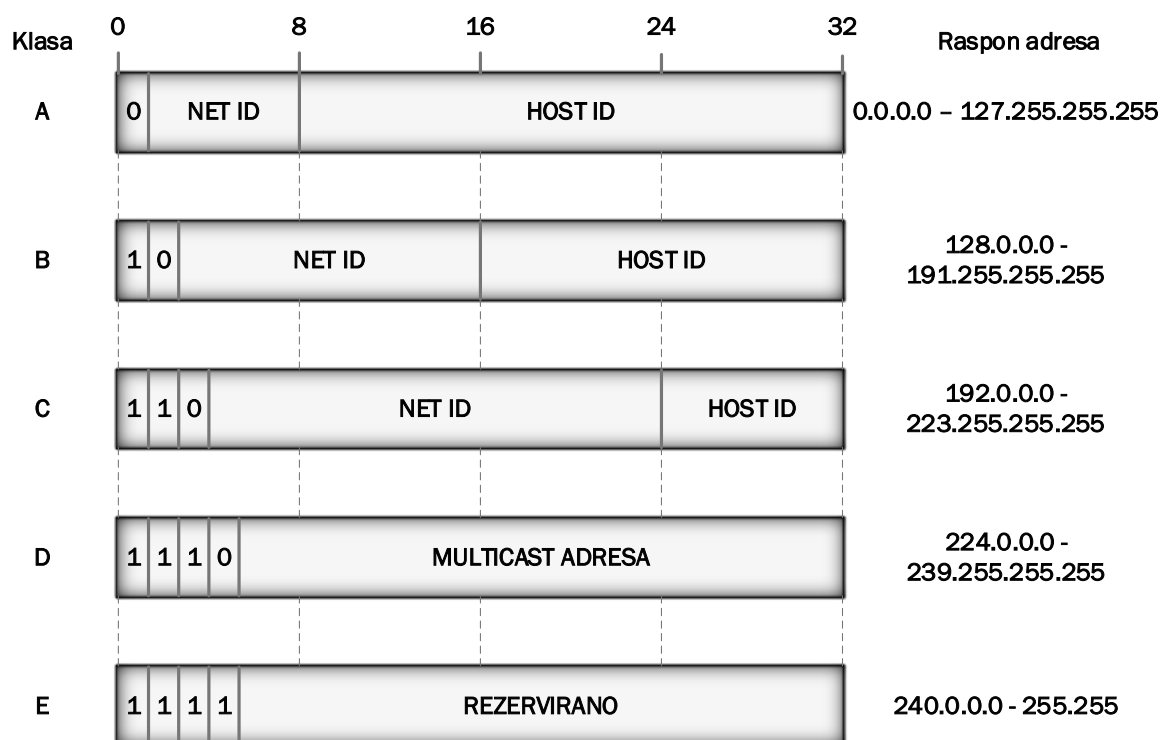 Klasa 0 8 16 24 32 Raspon adresa
A 0 NET ID HOST ID 0.0.0.0 – 127.255.255.255
B 1 0 NET ID HOST ID 128.0.0.0 -
191.255.255.255
C 1 1 0 NET ID HOST ID 192.0.0.0 -
223.255.255.255
D 1 1 1 0 MULTICAST ADRESA 224.0.0.0 -
239.255.255.255
E 1 1 1 1 REZERVIRANO 240.0.0.0 - 255.255